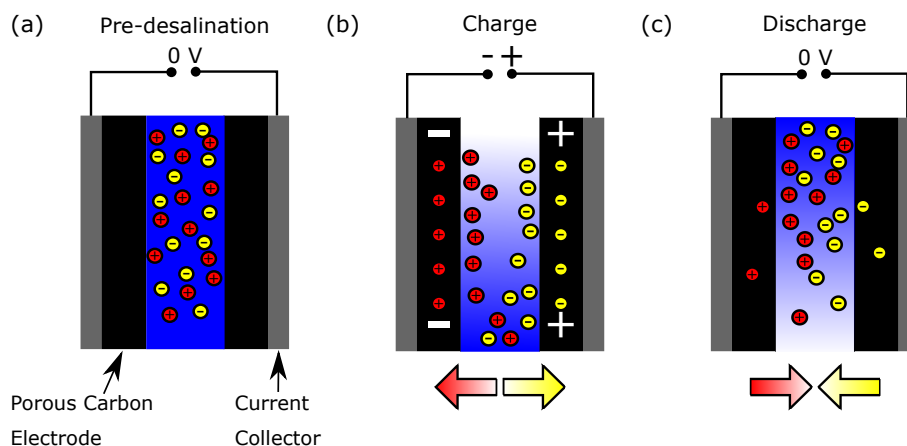 (a) Pre-desalination
0 V
(b) Charge
- +
(c) Discharge
0 V
Porous Carbon
Electrode
Current
Collector